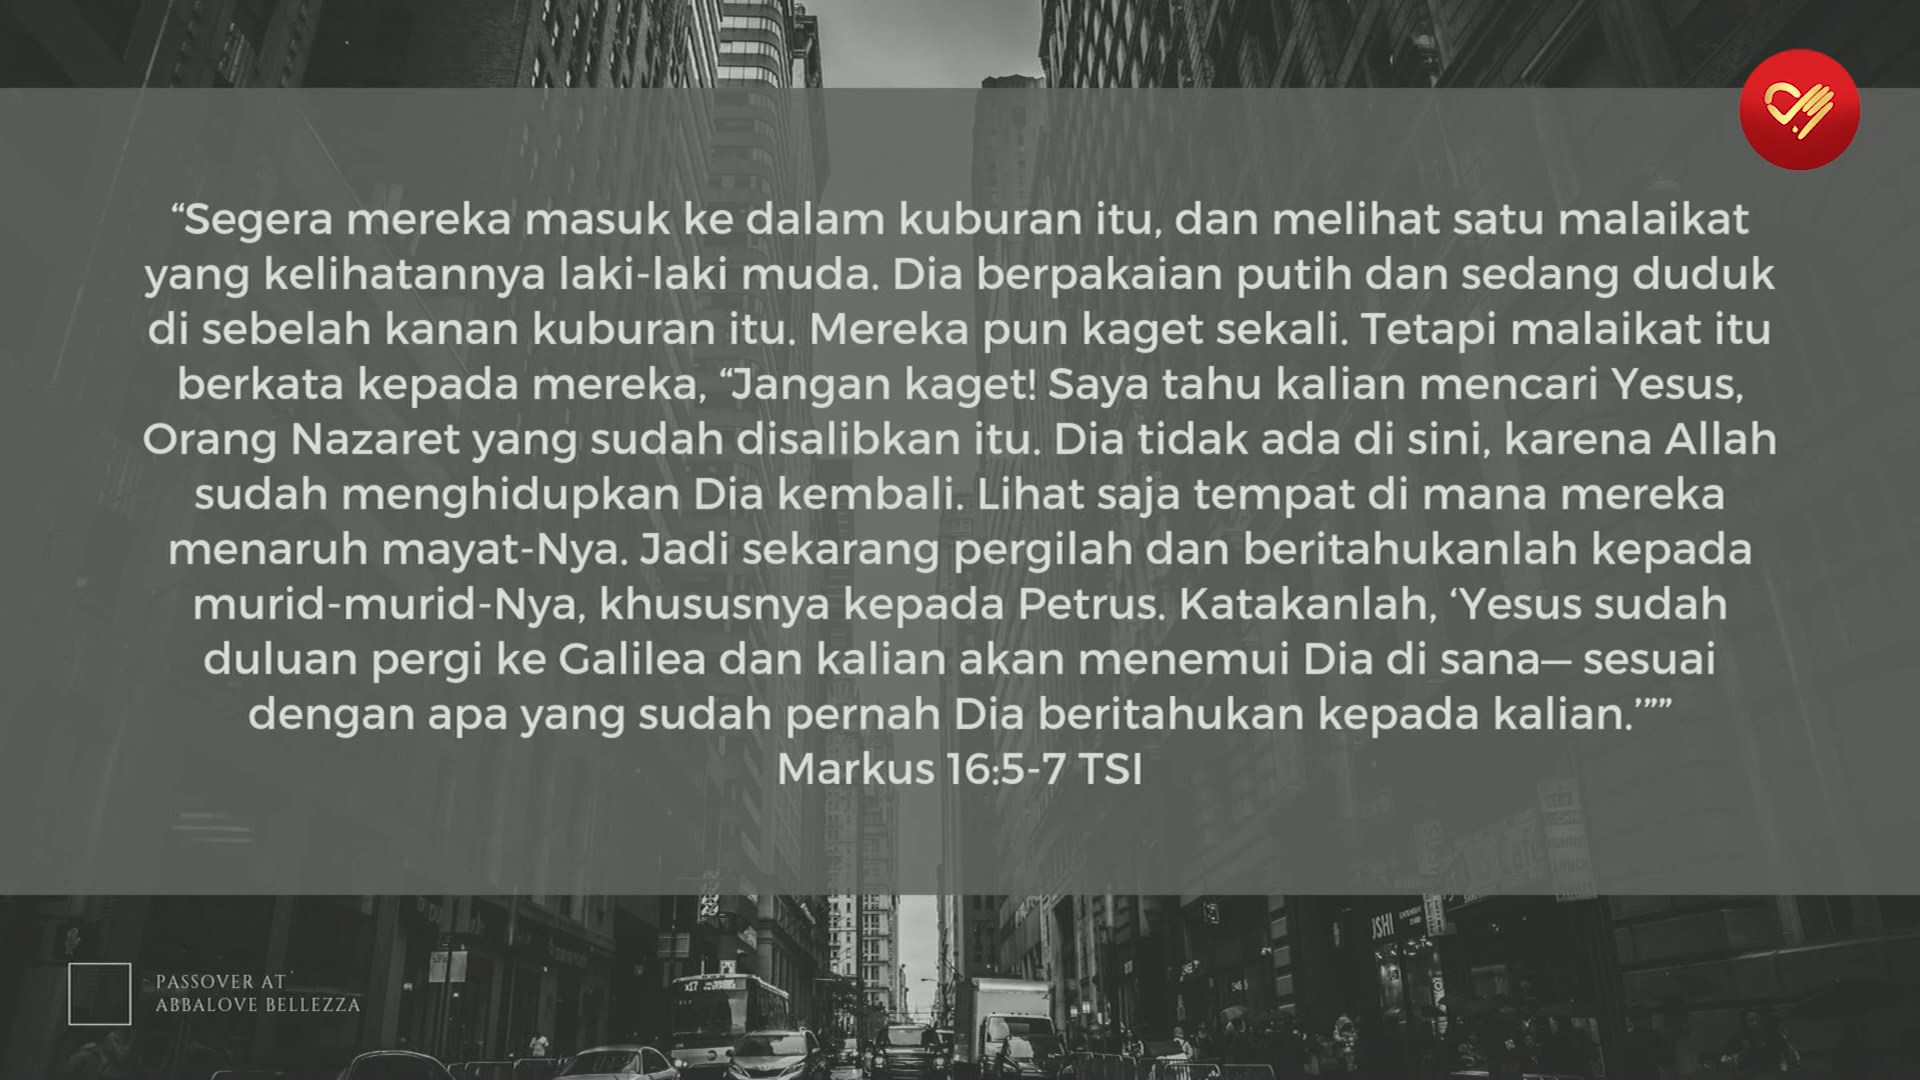 “Segera mereka masuk ke dalam kuburan itu, dan melihat satu malaikat
yang kelihatannya laki-laki muda. Dia berpakaian putih dan sedang duduk
di sebelah kanan kuburan itu. Mereka pun kaget sekali. Tetapi malaikat itu
berkata kepada mereka, “Jangan kaget! Saya tahu kalian mencari Yesus,
Orang Nazaret yang sudah disalibkan itu. Dia tidak ada di sini, karena Allah
sudah menghidupkan Dia kembali. Lihat saja tempat di mana mereka
menaruh mayat-Nya. Jadi sekarang pergilah dan beritahukanlah kepada
murid-murid-Nya, khususnya kepada Petrus. Katakanlah, ‘Yesus sudah
duluan pergi ke Galilea dan kalian akan menemui Dia di sana— sesuai
dengan apa yang sudah pernah Dia beritahukan kepada kalian.’””
Markus 16:5-7 TSI
USHI
x17
PASSOVER AT
ABBALOVE BELLEZZA